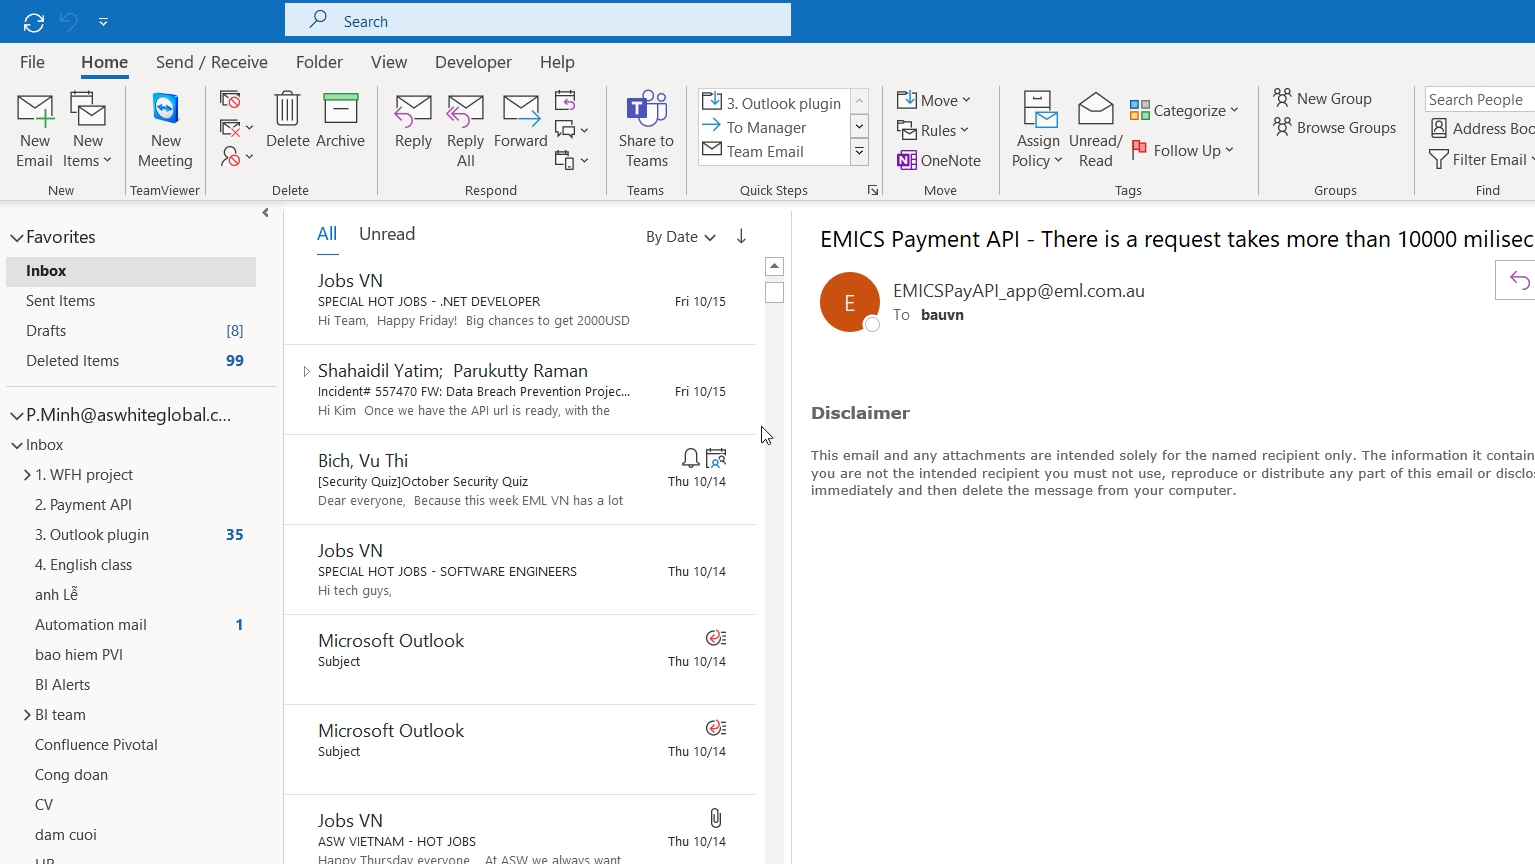 Search
File Home Send / Receive Folder View Developer Help
New Email
New Items
New
New Meeting
TeamViewer
Delete
Archive
Delete
Reply
Reply All
Forward
Respond
Share to Teams
Teams
3. Outlook plugin
To Manager
Team Email
Quick Steps
Move
Rules
OneNote
Move
Assign Policy
Unread/ Read
Categorize
Follow Up
Tags
New Group
Browse Groups
Groups
Search People
Address Boo
Filter Email
Find
Favorites
Inbox
Sent Items
Drafts [8]
Deleted Items 99
P.Minh@aswhiteglobal.c...
Inbox
1. WFH project
2. Payment API
3. Outlook plugin 35
4. English class
anh Lễ
Automation mail 1
bao hiem PVI
BI Alerts
BI team
Confluence Pivotal
Cong doan
CV
dam cuoi
All Unread By Date
Jobs VN
SPECIAL HOT JOBS - .NET DEVELOPER Fri 10/15
Hi Team, Happy Friday! Big chances to get 2000USD
Shahaidil Yatim; Parukutty Raman
Incident# 557470 FW: Data Breach Prevention Projec... Fri 10/15
Hi Kim Once we have the API url is ready, with the
Bich, Vu Thi
[Security Quiz]October Security Quiz Thu 10/14
Dear everyone, Because this week EML VN has a lot
Jobs VN
SPECIAL HOT JOBS - SOFTWARE ENGINEERS Thu 10/14
Hi tech guys,
Microsoft Outlook
Subject Thu 10/14
Microsoft Outlook
Subject Thu 10/14
Jobs VN
ASW VIETNAM - HOT JOBS Thu 10/14
Happy Thursday everyone At ASW we always want
EMICS Payment API - There is a request takes more than 10000 milisec
E
EMICSPayAPI_app@eml.com.au
To bauvn
Disclaimer
This email and any attachments are intended solely for the named recipient only. The information it contain
you are not the intended recipient you must not use, reproduce or distribute any part of this email or disclo
immediately and then delete the message from your computer.